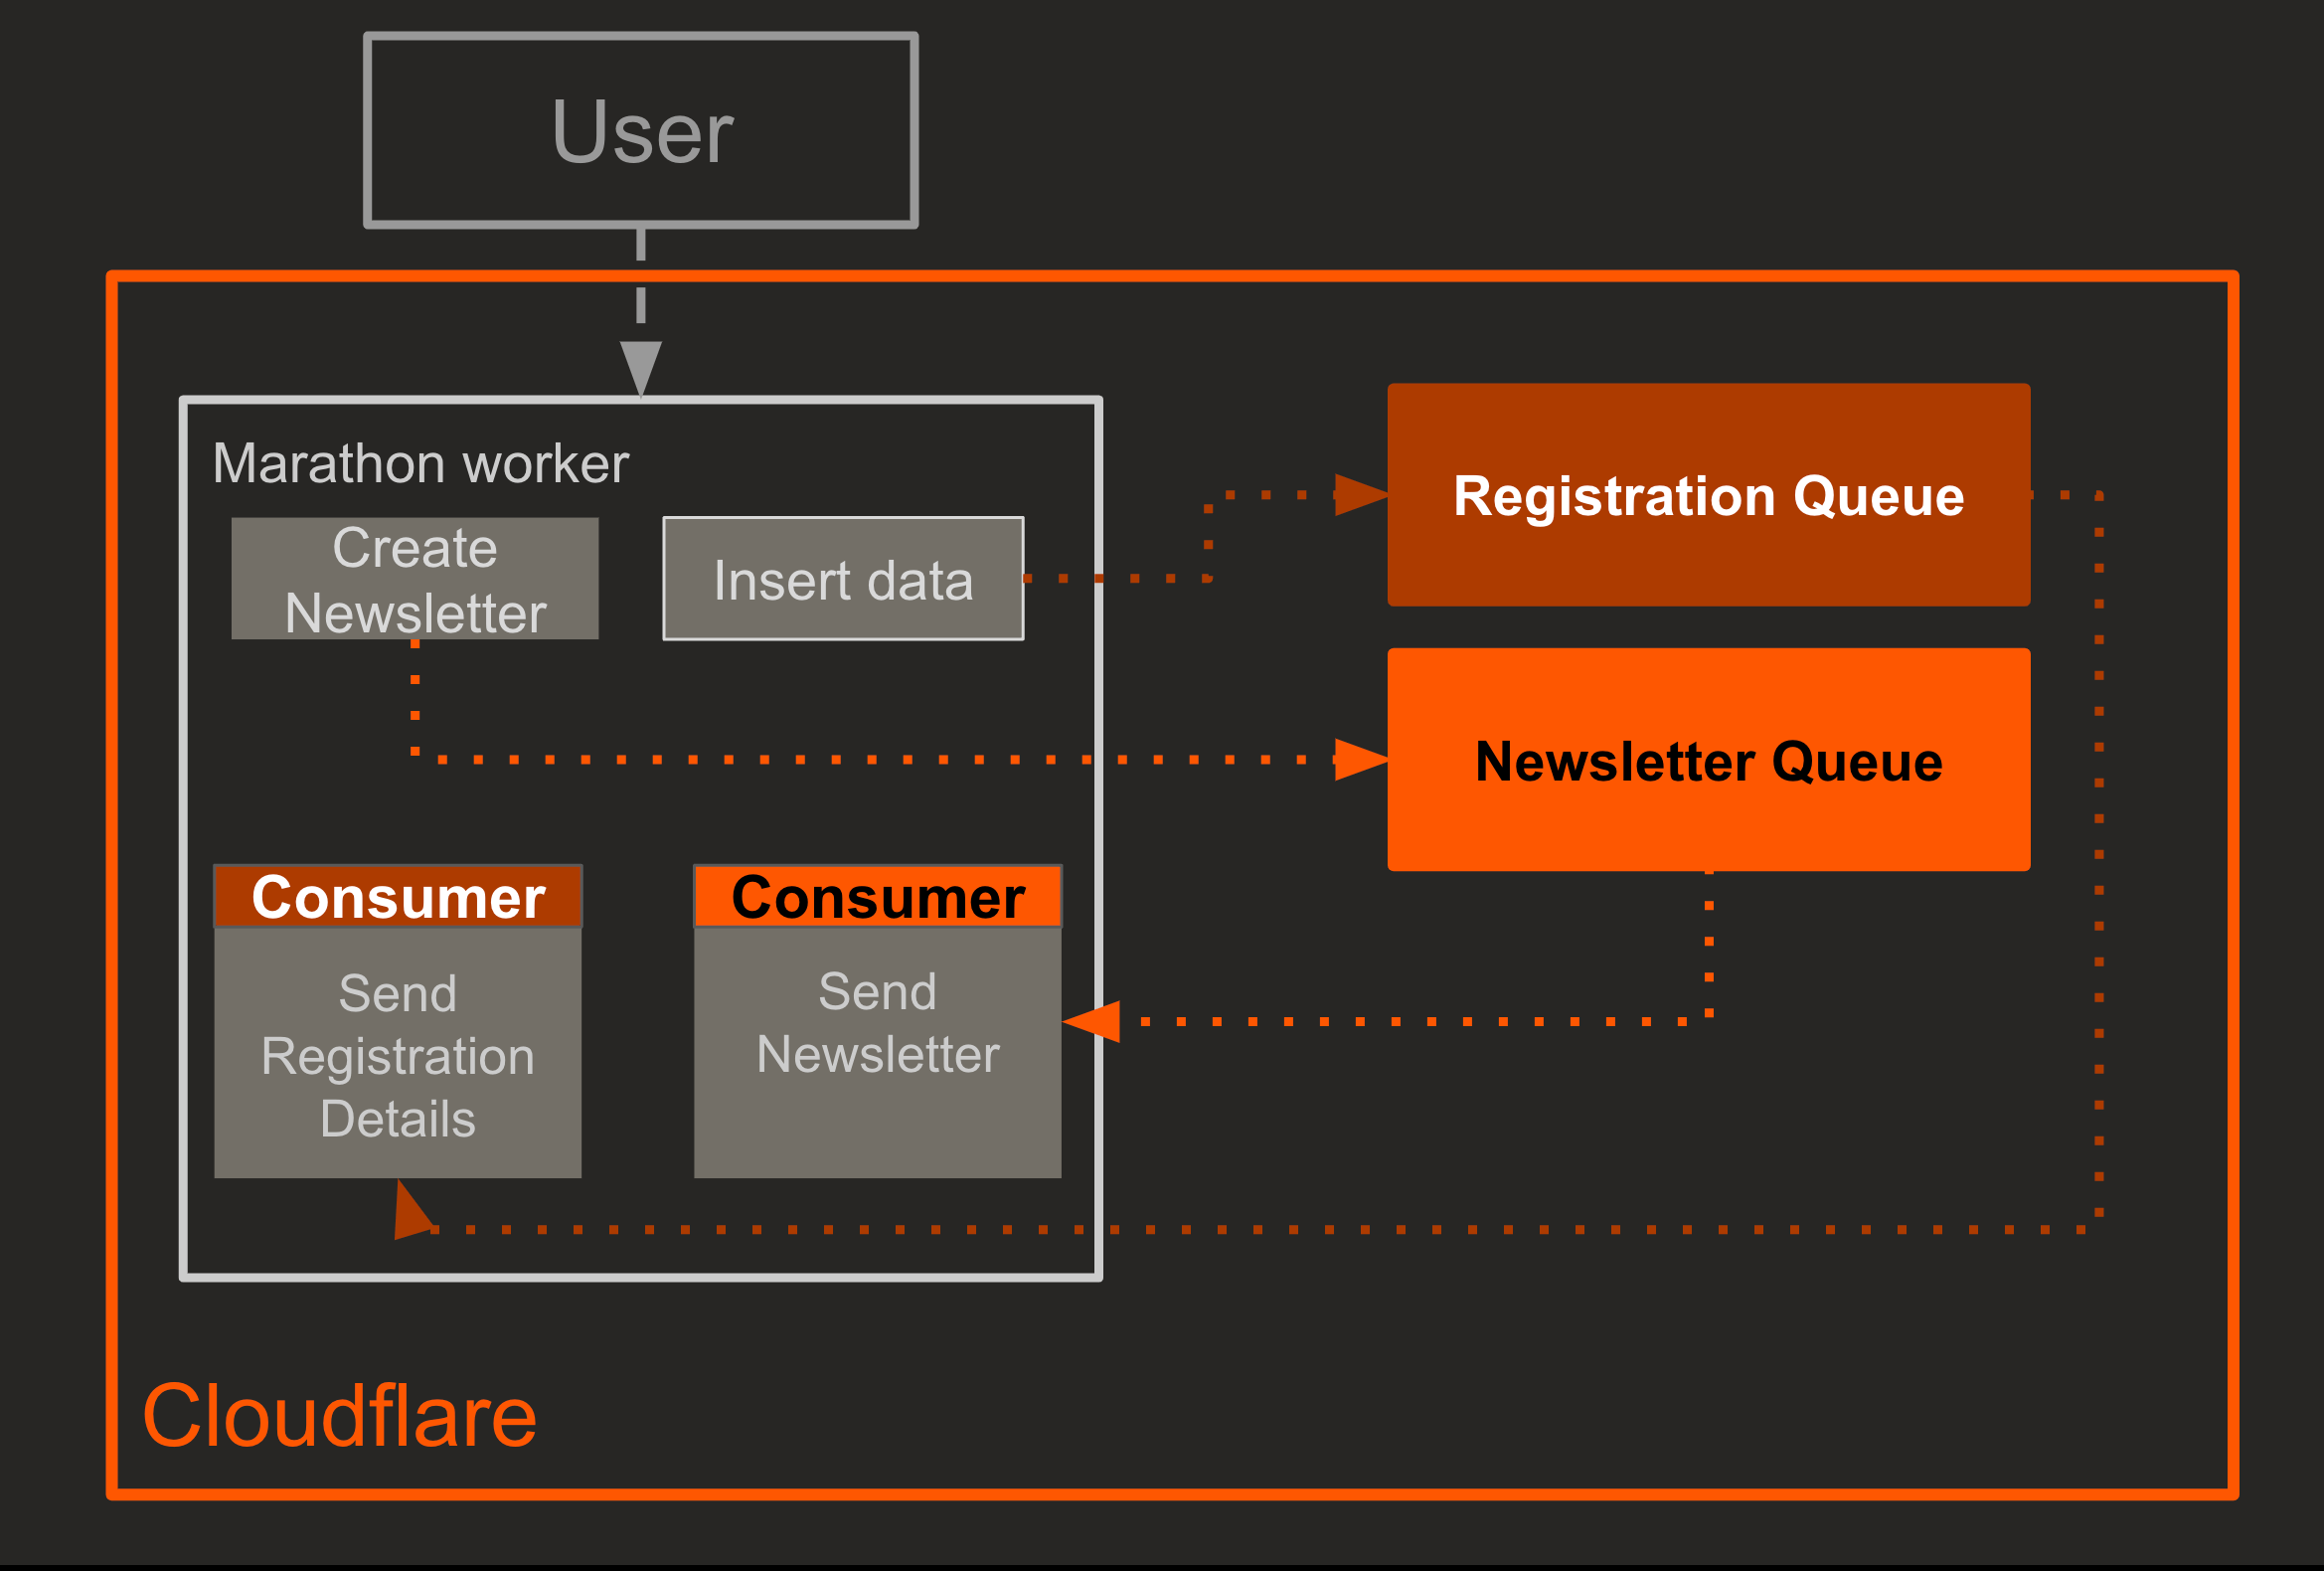 User
Marathon worker
Create
Newsletter
Insert data
Registration Queue
Newsletter Queue
Consumer
Send
Registration
Details
Consumer
Send
Newsletter
Cloudflare